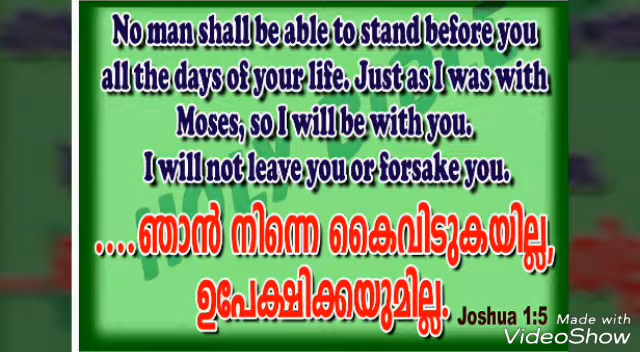 No man shall be able to stand before you
all the days of your life. Just as I was with
Moses, so I will be with you.
I will not leave you or forsake you.
....ഞാൻ നിന്നെ കൈവിടുകയില്ല,
ഉപേക്ഷിക്കയുമില്ല.
Joshua 1:5
HOLY BIBLE
Made with
VideoShow